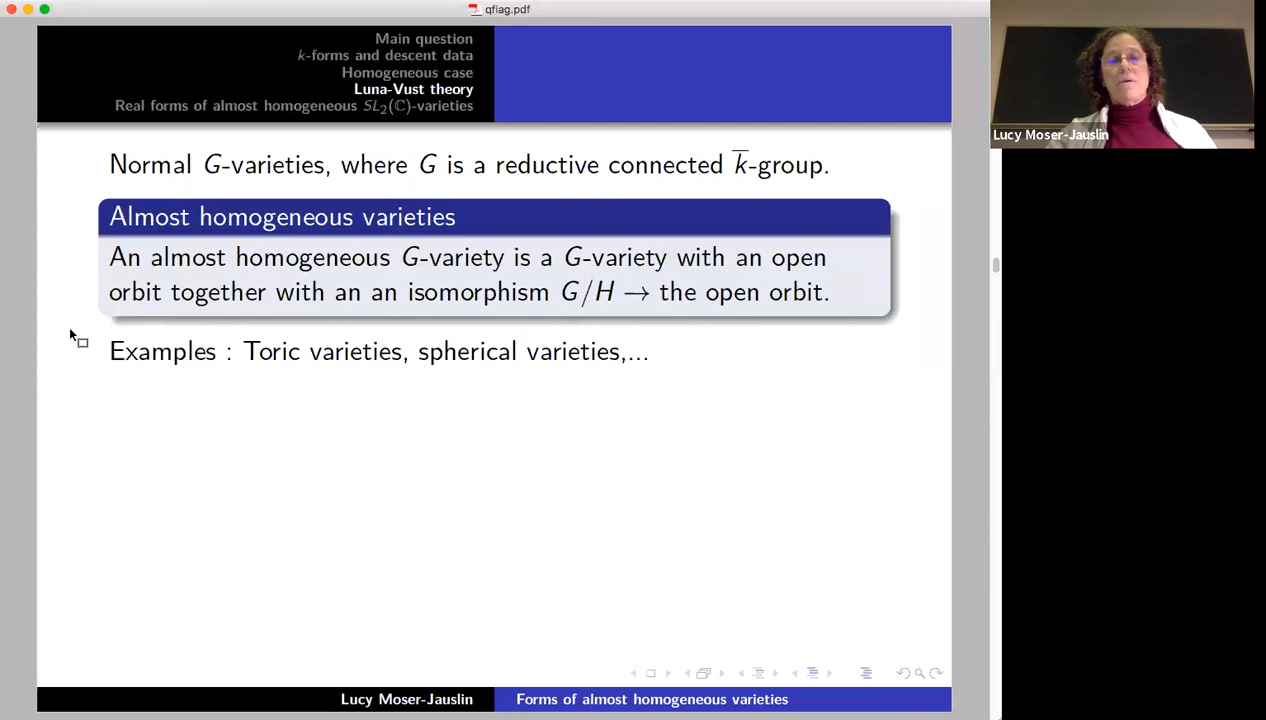 qflag.pdf
Main question
k-forms and descent data
Homogeneous case
Luna-Vust theory
Real forms of almost homogeneous SL₂(ℂ)-varieties
Lucy Moser-Jauslin
Normal G-varieties, where G is a reductive connected k̅-group.
Almost homogeneous varieties
An almost homogeneous G-variety is a G-variety with an open
orbit together with an an isomorphism G/H → the open orbit.
Examples : Toric varieties, spherical varieties,...
Lucy Moser-Jauslin
Forms of almost homogeneous varieties